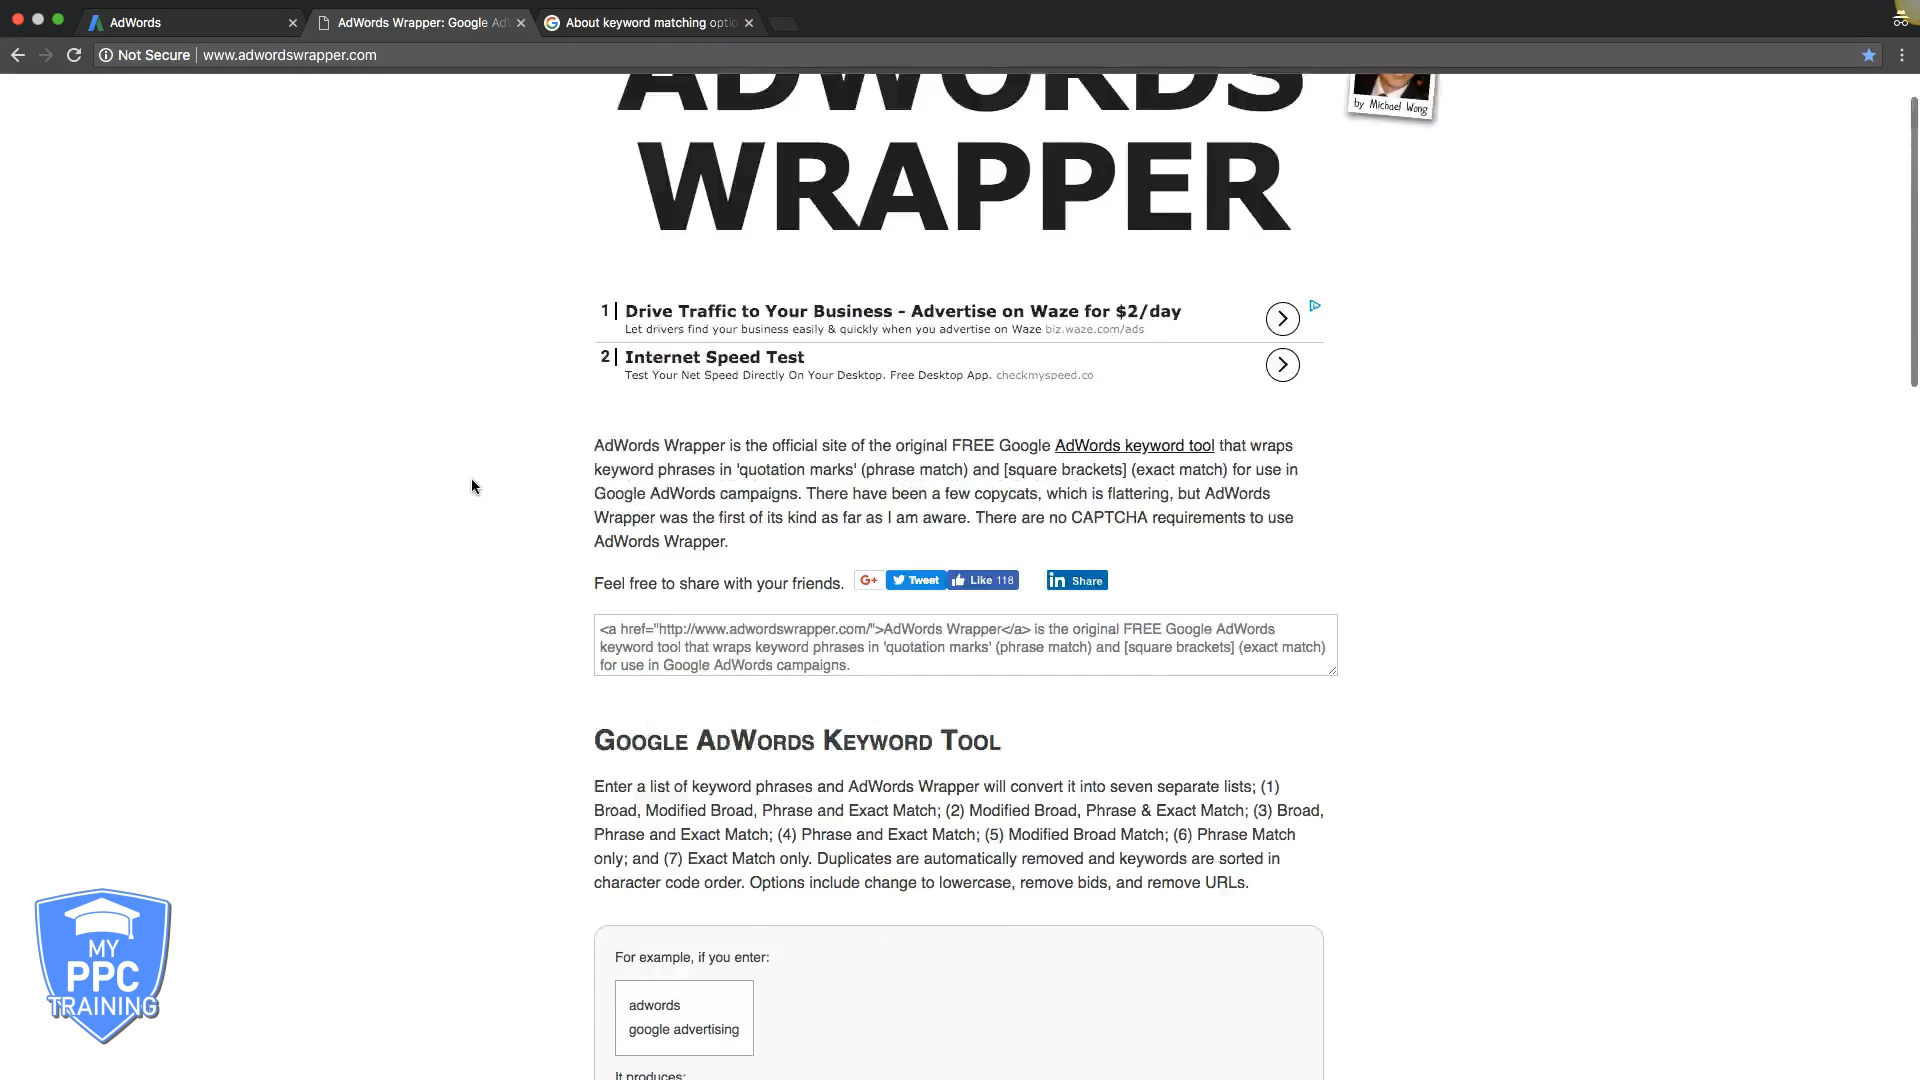 AdWords
AdWords Wrapper: Google Ad
About keyword matching optio
Not Secure | www.adwordswrapper.com
ADWORDS
WRAPPER
by Michael Wong
1 Drive Traffic to Your Business - Advertise on Waze for $2/day
Let drivers find your business easily & quickly when you advertise on Waze biz.waze.com/ads
2 Internet Speed Test
Test Your Net Speed Directly On Your Desktop. Free Desktop App. checkmyspeed.co
AdWords Wrapper is the official site of the original FREE Google AdWords keyword tool that wraps
keyword phrases in 'quotation marks' (phrase match) and [square brackets] (exact match) for use in
Google AdWords campaigns. There have been a few copycats, which is flattering, but AdWords
Wrapper was the first of its kind as far as I am aware. There are no CAPTCHA requirements to use
AdWords Wrapper.
Feel free to share with your friends. G+ Tweet Like 118 in Share
<a href="http://www.adwordswrapper.com/">AdWords Wrapper</a> is the original FREE Google AdWords
keyword tool that wraps keyword phrases in 'quotation marks' (phrase match) and [square brackets] (exact match)
for use in Google AdWords campaigns.
Google AdWords Keyword Tool
Enter a list of keyword phrases and AdWords Wrapper will convert it into seven separate lists; (1)
Broad, Modified Broad, Phrase and Exact Match; (2) Modified Broad, Phrase & Exact Match; (3) Broad,
Phrase and Exact Match; (4) Phrase and Exact Match; (5) Modified Broad Match; (6) Phrase Match
only; and (7) Exact Match only. Duplicates are automatically removed and keywords are sorted in
character code order. Options include change to lowercase, remove bids, and remove URLs.
For example, if you enter:
adwords
google advertising
It produces:
MY
PPC
TRAINING